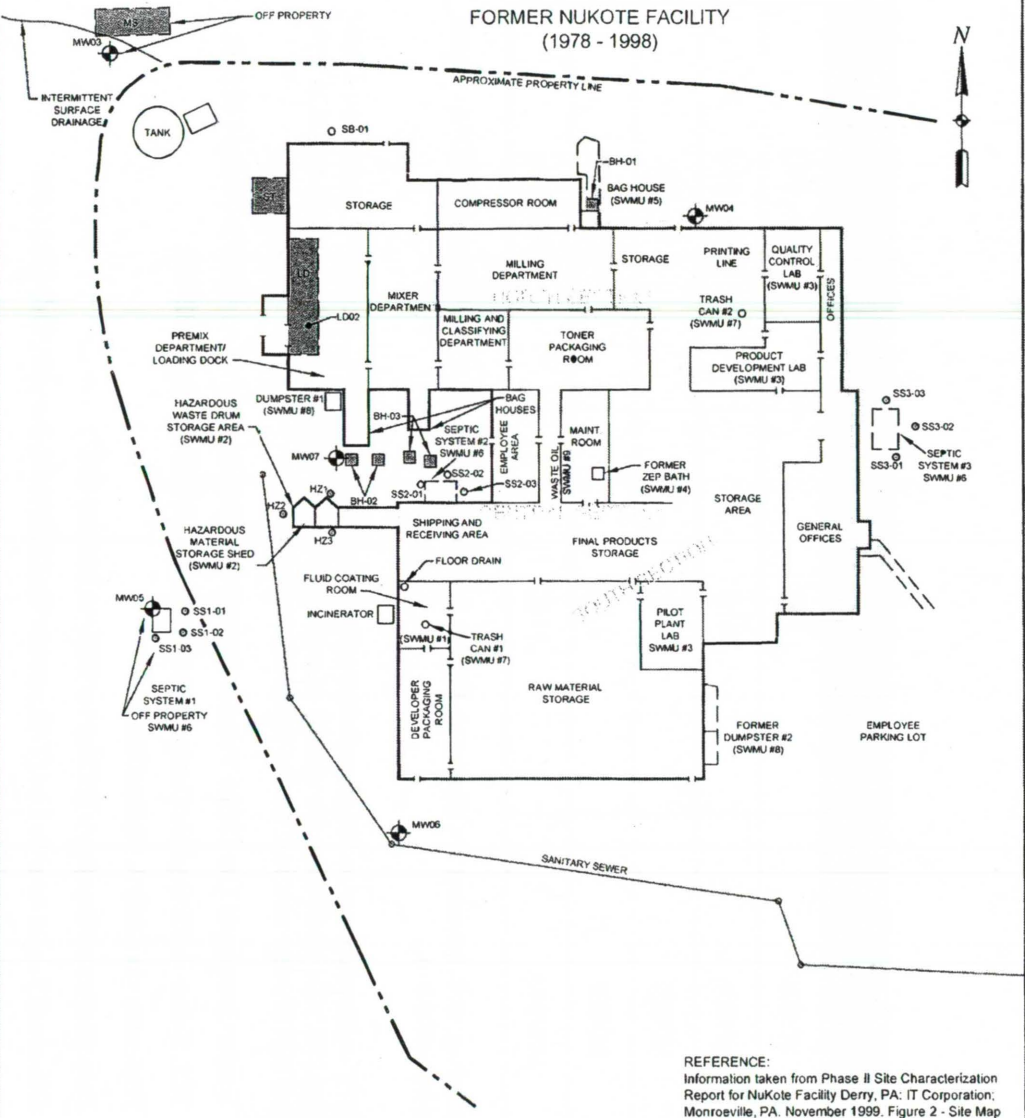 FORMER NUKOTE FACILITY
(1978 - 1998)
MS
OFF PROPERTY
MW03
N
APPROXIMATE PROPERTY LINE
INTERMITTENT
SURFACE
DRAINAGE
TANK
SB-01
BH-01
BAG HOUSE
(SWMU #5)
MW04
ST
STORAGE
COMPRESSOR ROOM
STORAGE
PRINTING
LINE
QUALITY
CONTROL
LAB
(SWMU #3)
OFFICES
MILLING
DEPARTMENT
LD
MIXER
DEPARTMENT
LD02
MILLING AND
CLASSIFYING
DEPARTMENT
TONER
PACKAGING
ROOM
TRASH
CAN #2
(SWMU #7)
PREMIX
DEPARTMENT/
LOADING DOCK
PRODUCT
DEVELOPMENT LAB
(SWMU #3)
HAZARDOUS
WASTE DRUM
STORAGE AREA
(SWMU #2)
DUMPSTER #1
(SWMU #8)
BH-03
BAG
HOUSES
SEPTIC
SYSTEM #2
SWMU #6
EMPLOYEE
AREA
WASTE OIL
SWMU #9
MAINT.
ROOM
FORMER
ZEP BATH
(SWMU #4)
SS3-03
SS3-02
SS3-01
SEPTIC
SYSTEM #3
SWMU #6
MW07
BH-02
SS2-02
SS2-01
SS2-03
HZ1
HZ2
HZ3
STORAGE
AREA
HAZARDOUS
MATERIAL
STORAGE SHED
(SWMU #2)
SHIPPING AND
RECEIVING AREA
FINAL PRODUCTS
STORAGE
GENERAL
OFFICES
SOUTH SECTION
FLOOR DRAIN
FLUID COATING
ROOM
INCINERATOR
(SWMU #1)
TRASH
CAN #1
(SWMU #7)
PILOT
PLANT
LAB
SWMU #3
MW05
SS1-01
SS1-02
SS1-03
SEPTIC
SYSTEM #1
OFF PROPERTY
SWMU #6
DEVELOPER
PACKAGING
ROOM
RAW MATERIAL
STORAGE
FORMER
DUMPSTER #2
(SWMU #8)
EMPLOYEE
PARKING LOT
MW06
SANITARY SEWER
REFERENCE:
Information taken from Phase II Site Characterization
Report for NuKote Facility Derry, PA: IT Corporation;
Monroeville, PA. November 1999. Figure 2 - Site Map